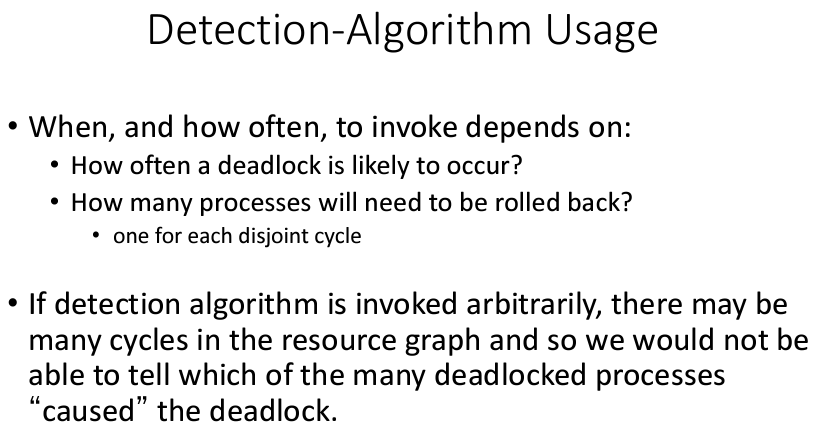 Detection-Algorithm Usage
• When, and how often, to invoke depends on:
• How often a deadlock is likely to occur?
• How many processes will need to be rolled back?
• one for each disjoint cycle
• If detection algorithm is invoked arbitrarily, there may be
many cycles in the resource graph and so we would not be
able to tell which of the many deadlocked processes
“caused” the deadlock.